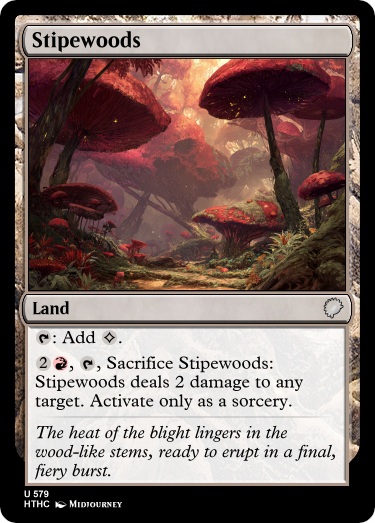 Stipewoods
Land
: Add .
2 , , Sacrifice Stipewoods:
Stipewoods deals 2 damage to any
target. Activate only as a sorcery.
The heat of the blight lingers in the
wood-like stems, ready to erupt in a final,
fiery burst.
U 579
HTHC Midjourney